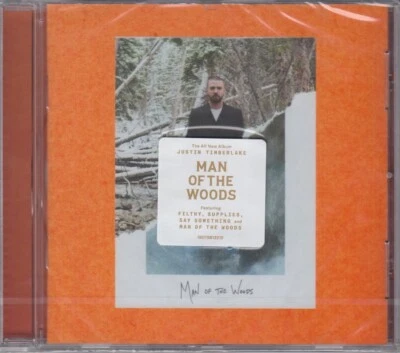 The All New Album
JUSTIN TIMBERLAKE
MAN
OF THE
WOODS
Featuring
FILTHY, SUPPLIES,
SAY SOMETHING and
MAN OF THE WOODS
MAN OF THE WOODS